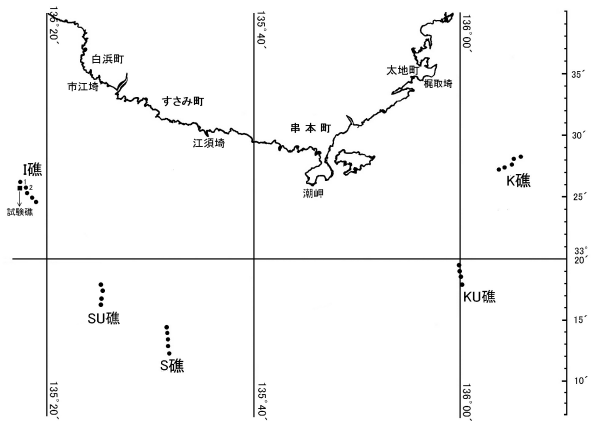 135°20′
135°40′
136°00′
白浜町
市江埼
すさみ町
江須埼
串本町
潮岬
太地町
梶取埼
35′
30′
I礁
1
2
試験礁
K礁
25′
33°
20′
KU礁
SU礁
15′
S礁
10′
135°20′
135°40′
136°00′